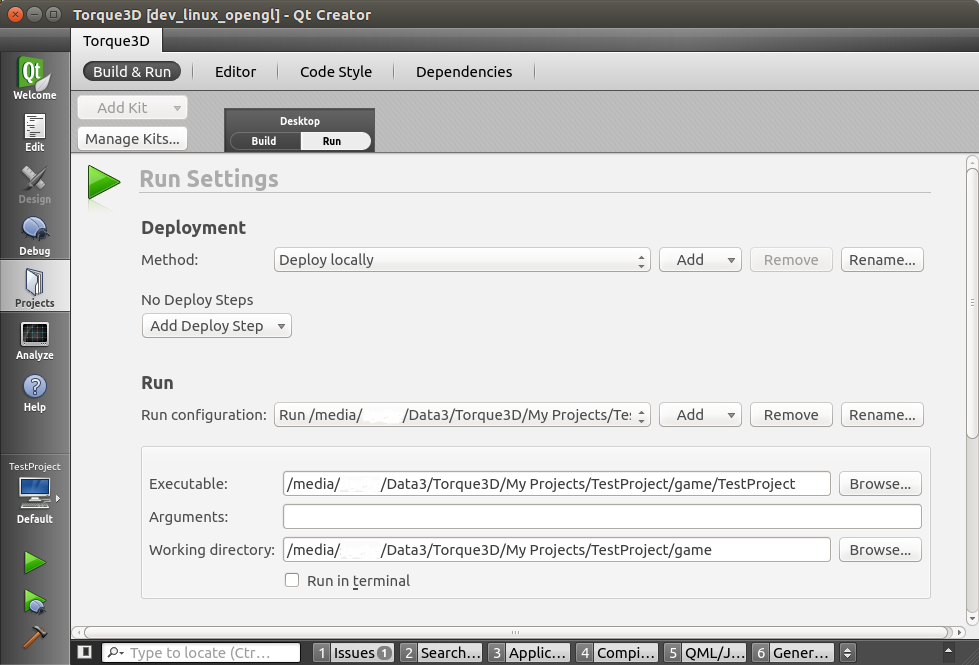 Torque3D [dev_linux_opengl] - Qt Creator
Torque3D
Qt
Welcome
Build & Run
Editor
Code Style
Dependencies
Add Kit
Manage Kits...
Desktop
Build
Run
Edit
Design
Debug
Projects
Analyze
Help
Run Settings
Deployment
Method:
Deploy locally
Add
Remove
Rename...
No Deploy Steps
Add Deploy Step
Run
Run configuration:
Run /media/ /Data3/Torque3D/My Projects/Tes
Add
Remove
Rename...
Executable:
/media/ /Data3/Torque3D/My Projects/TestProject/game/TestProject
Browse...
Arguments:
Working directory:
/media/ /Data3/Torque3D/My Projects/TestProject/game
Browse...
Run in terminal
TestProject
Default
Type to locate (Ctr...
1 Issues 1
2 Search...
3 Applic...
4 Compi...
5 QML/J...
6 Gener...